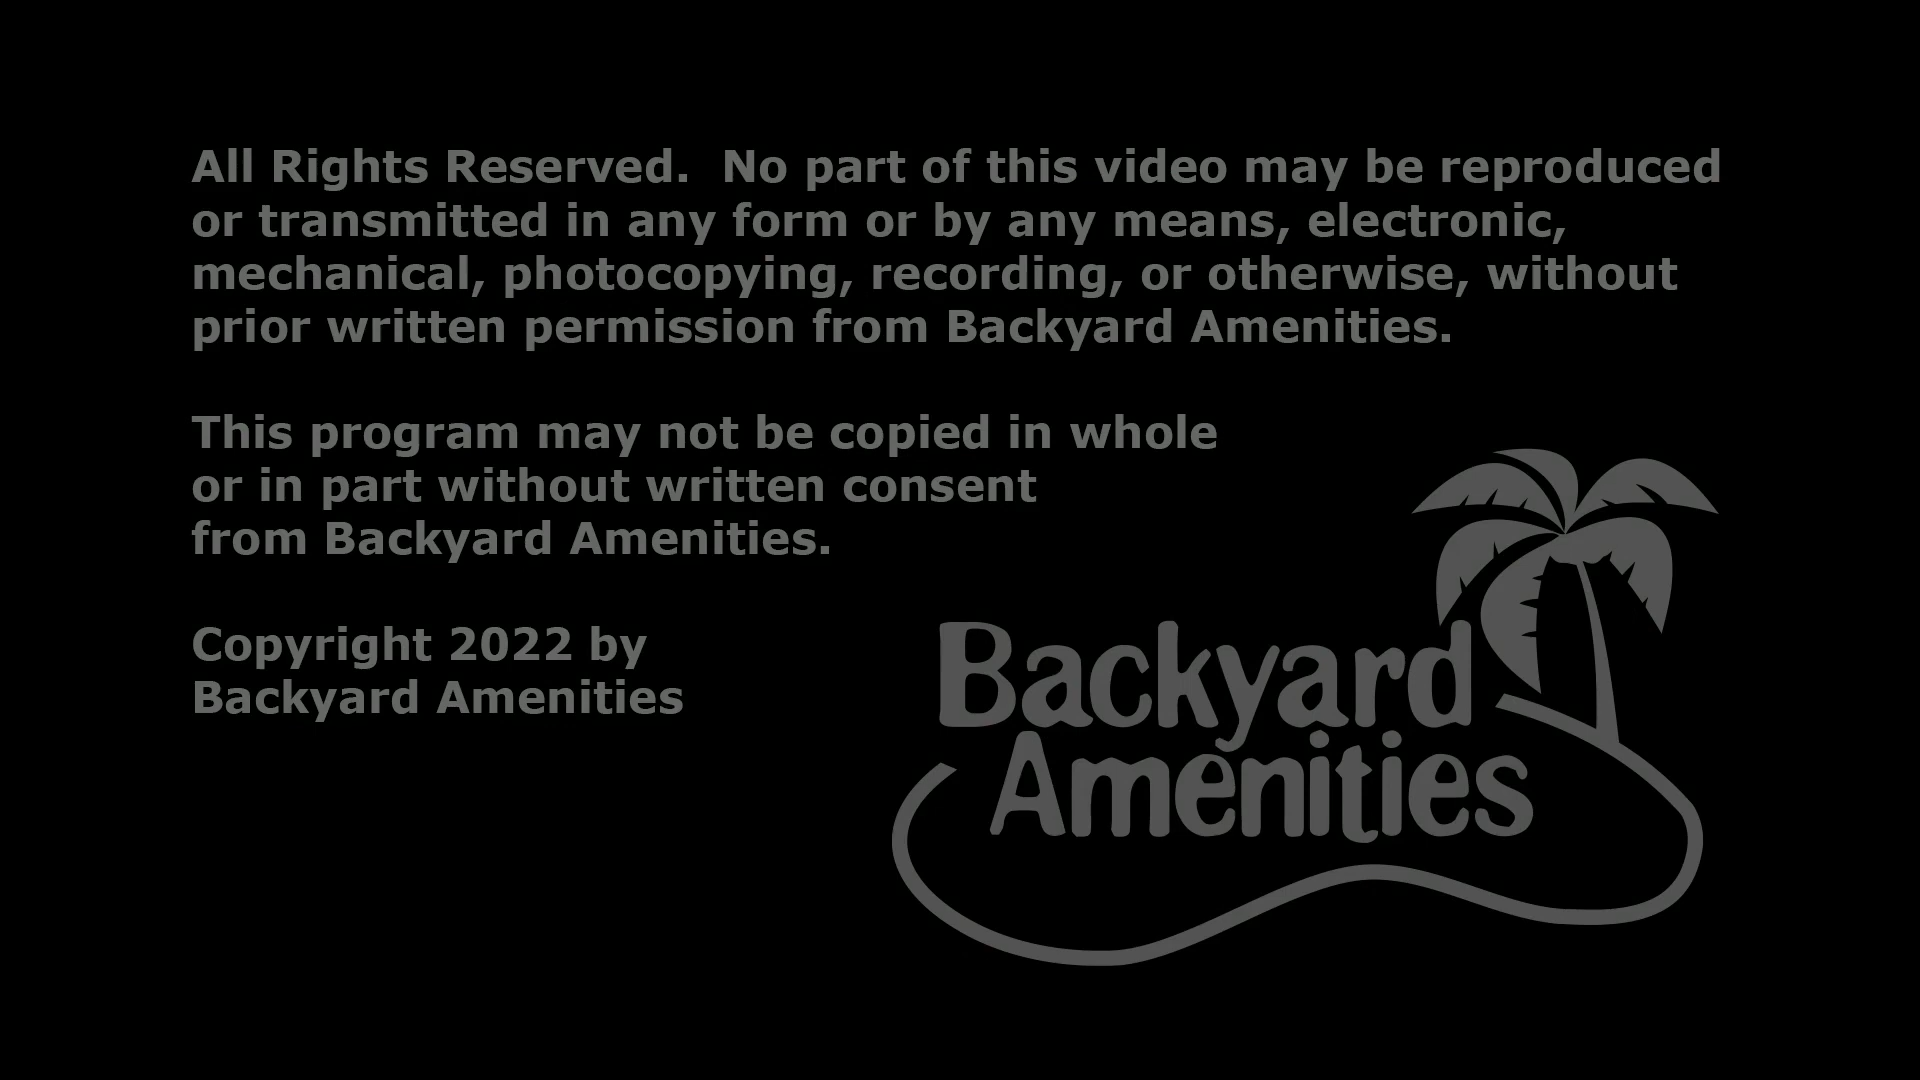 All Rights Reserved.  No part of this video may be reproduced
or transmitted in any form or by any means, electronic,
mechanical, photocopying, recording, or otherwise, without
prior written permission from Backyard Amenities.
This program may not be copied in whole
or in part without written consent
from Backyard Amenities.
Copyright 2022 by
Backyard Amenities
Backyard
Amenities